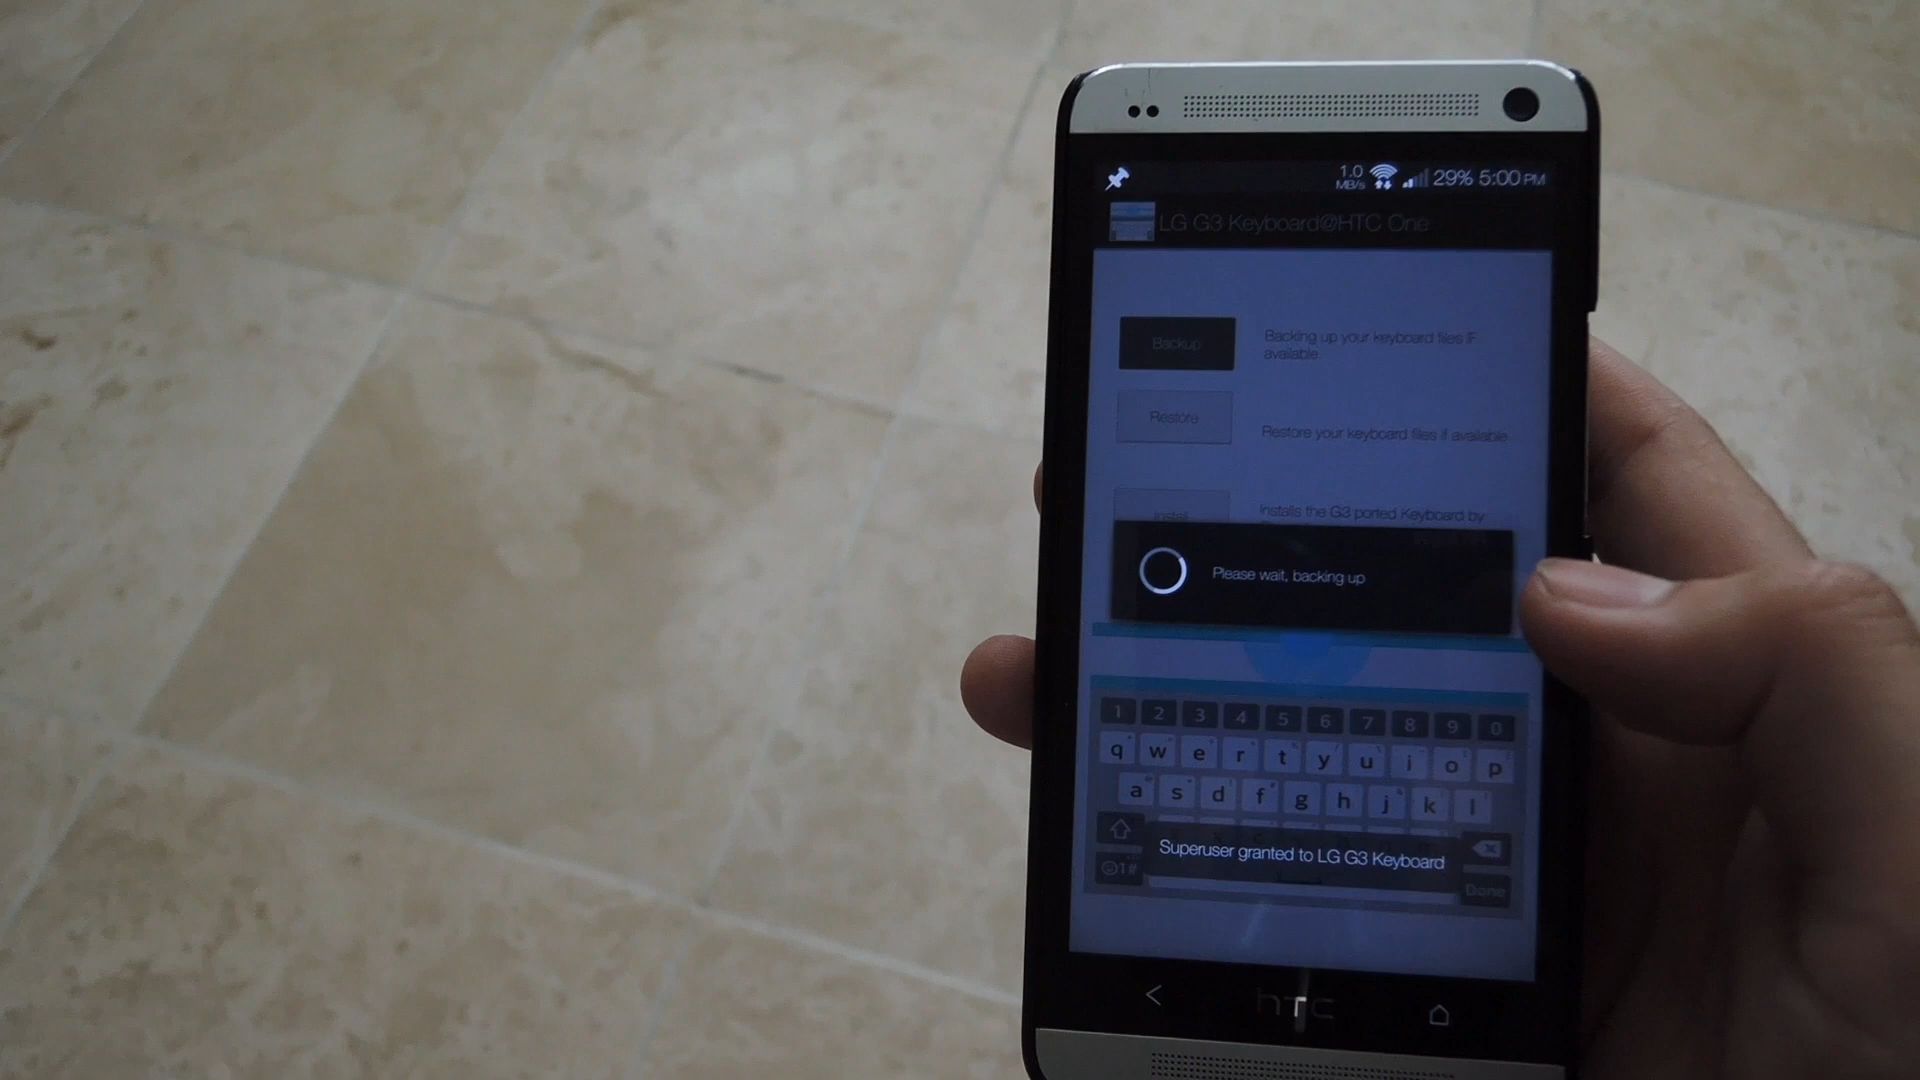 1.0
MB/s
29% 5:00 PM
LG G3 Keyboard@HTC One
Backup
Backing up your keyboard files IF
available.
Restore
Restore your keyboard files if available
Install
Installs the G3 ported Keyboard by
Please wait, backing up
1 2 3 4 5 6 7 8 9 0
q w e r t y u i o p
a s d f g h j k l
Superuser granted to LG G3 Keyboard
1#
Done
hTC